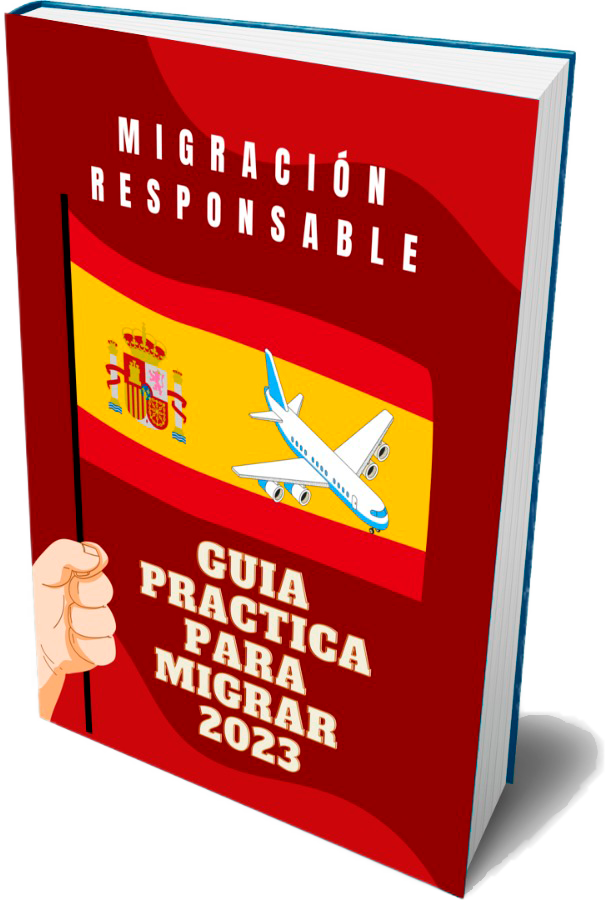 MIGRACIÓN
RESPONSABLE
GUIA
PRACTICA
PARA
MIGRAR
2023